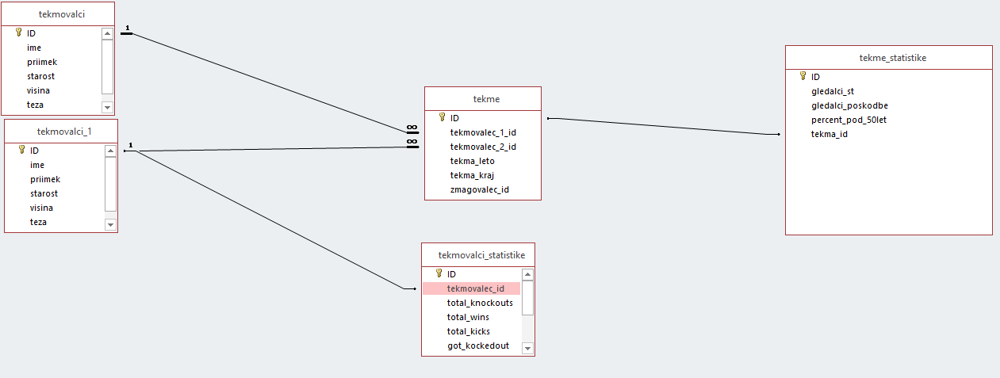 tekmovalci
ID
ime
priimek
starost
visina
teza
1
tekmovalci_1
ID
ime
priimek
starost
visina
teza
1
tekme
ID
tekmovalec_1_id
tekmovalec_2_id
tekma_leto
tekma_kraj
zmagovalec_id
∞
∞
tekme_statistike
ID
gledalci_st
gledalci_poskodbe
percent_pod_50let
tekma_id
tekmovalci_statistike
ID
tekmovalec_id
total_knockouts
total_wins
total_kicks
got_kockedout